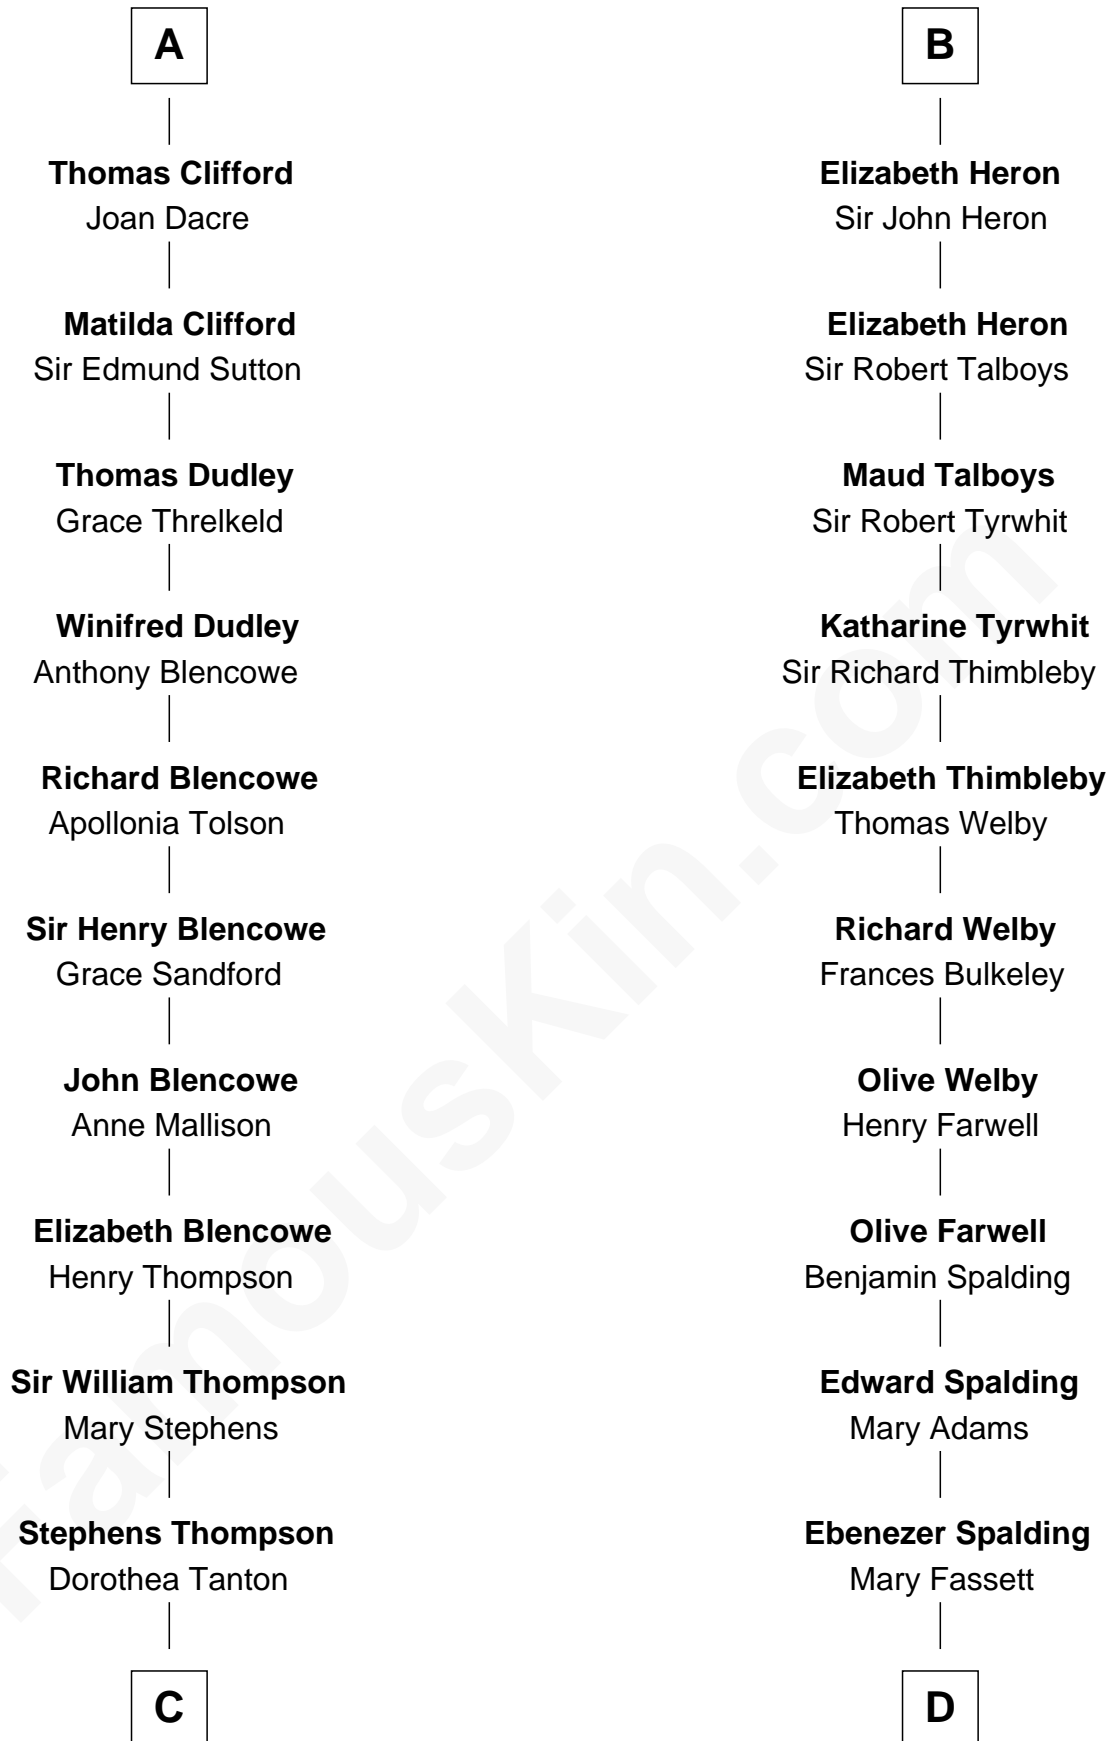 A
Thomas Clifford
Joan Dacre
Matilda Clifford
Sir Edmund Sutton
Thomas Dudley
Grace Threlkeld
Winifred Dudley
Anthony Blencowe
Richard Blencowe
Apollonia Tolson
Sir Henry Blencowe
Grace Sandford
John Blencowe
Anne Mallison
Elizabeth Blencowe
Henry Thompson
Sir William Thompson
Mary Stephens
Stephens Thompson
Dorothea Tanton
C
B
Elizabeth Heron
Sir John Heron
Elizabeth Heron
Sir Robert Talboys
Maud Talboys
Sir Robert Tyrwhit
Katharine Tyrwhit
Sir Richard Thimbleby
Elizabeth Thimbleby
Thomas Welby
Richard Welby
Frances Bulkeley
Olive Welby
Henry Farwell
Olive Farwell
Benjamin Spalding
Edward Spalding
Mary Adams
Ebenezer Spalding
Mary Fassett
D
FamousKin.com